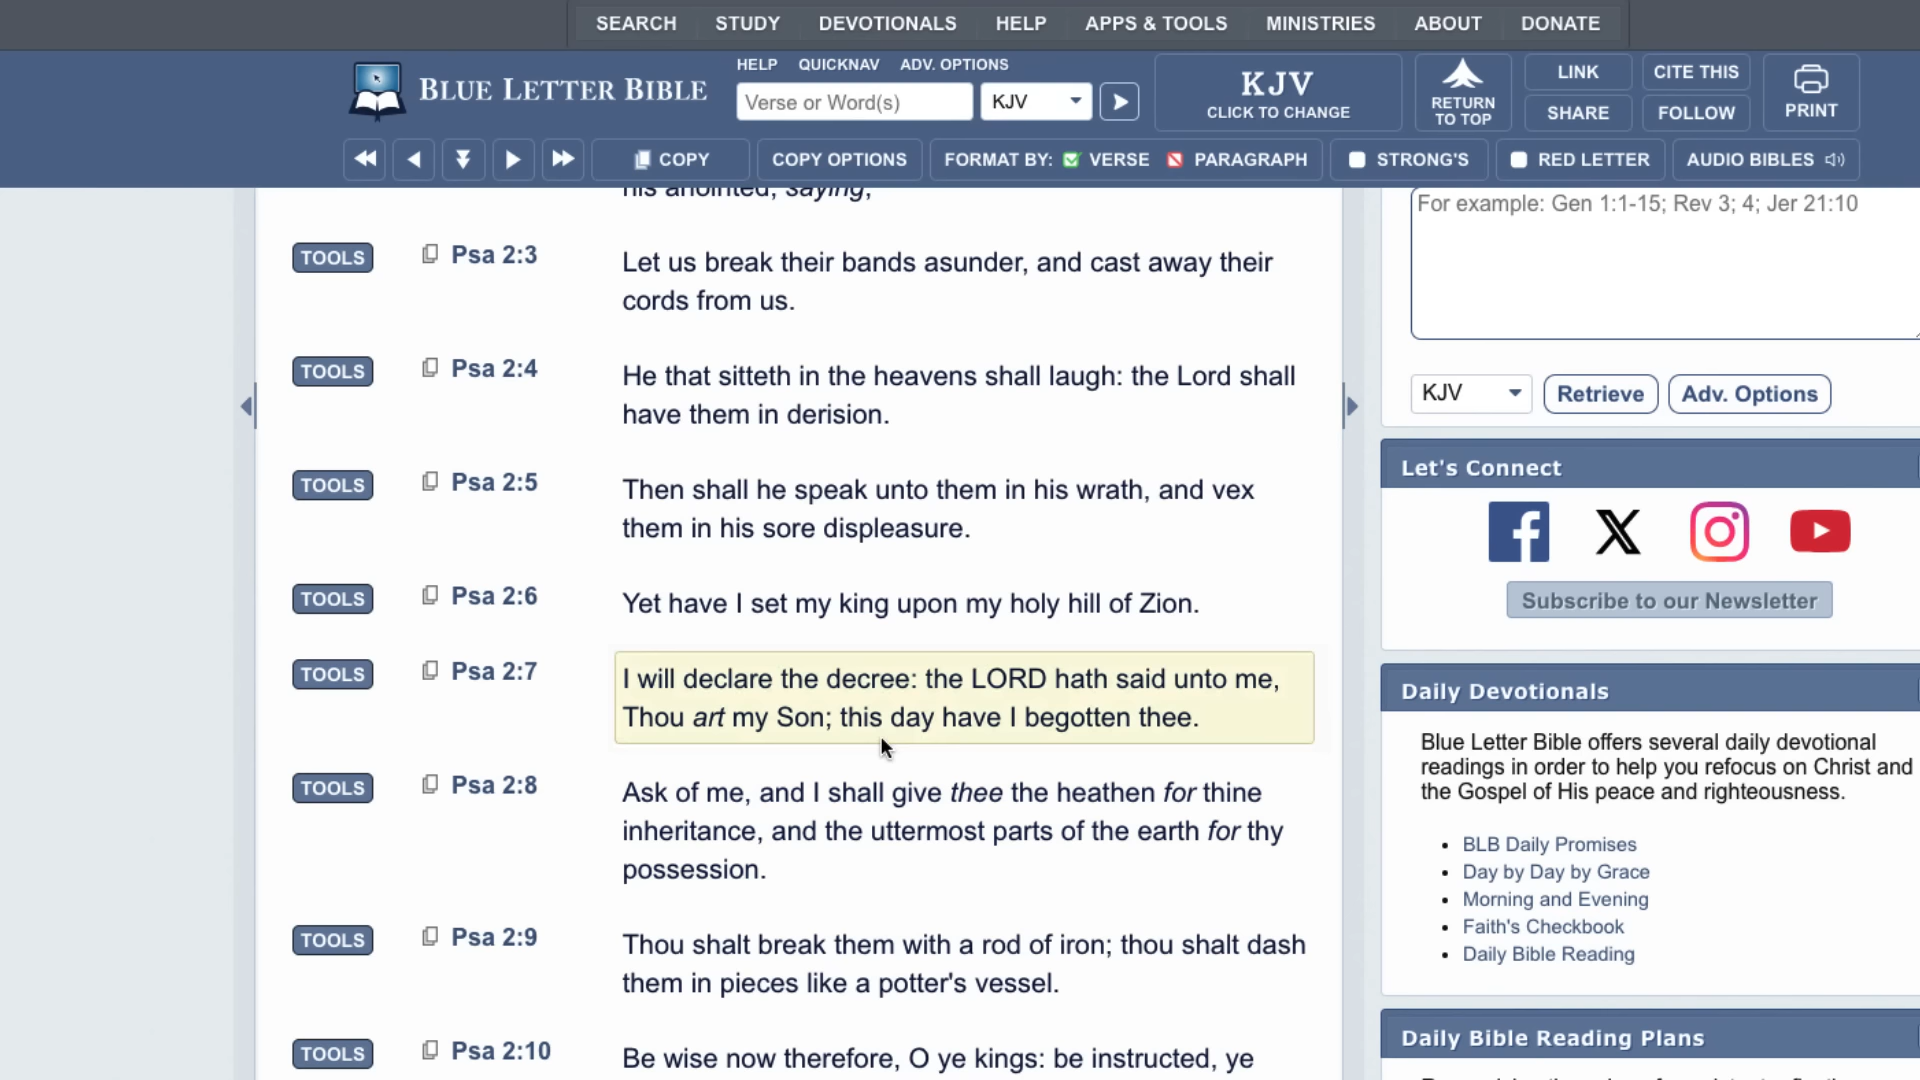 SEARCH STUDY DEVOTIONALS HELP APPS & TOOLS MINISTRIES ABOUT DONATE
BLUE LETTER BIBLE
HELP QUICKNAV ADV. OPTIONS
Verse or Word(s)
KJV
KJV
CLICK TO CHANGE
RETURN
TO TOP
LINK
CITE THIS
SHARE
FOLLOW
PRINT
COPY
COPY OPTIONS
FORMAT BY: VERSE PARAGRAPH
STRONG'S
RED LETTER
AUDIO BIBLES
his anointed, saying,
TOOLS Psa 2:3
Let us break their bands asunder, and cast away their
cords from us.
TOOLS Psa 2:4
He that sitteth in the heavens shall laugh: the Lord shall
have them in derision.
TOOLS Psa 2:5
Then shall he speak unto them in his wrath, and vex
them in his sore displeasure.
TOOLS Psa 2:6
Yet have I set my king upon my holy hill of Zion.
TOOLS Psa 2:7
I will declare the decree: the LORD hath said unto me,
Thou art my Son; this day have I begotten thee.
TOOLS Psa 2:8
Ask of me, and I shall give thee the heathen for thine
inheritance, and the uttermost parts of the earth for thy
possession.
TOOLS Psa 2:9
Thou shalt break them with a rod of iron; thou shalt dash
them in pieces like a potter's vessel.
TOOLS Psa 2:10
Be wise now therefore, O ye kings: be instructed, ye
For example: Gen 1:1-15; Rev 3; 4; Jer 21:10
KJV
Retrieve
Adv. Options
Let's Connect
Subscribe to our Newsletter
Daily Devotionals
Blue Letter Bible offers several daily devotional
readings in order to help you refocus on Christ and
the Gospel of His peace and righteousness.
BLB Daily Promises
Day by Day by Grace
Morning and Evening
Faith's Checkbook
Daily Bible Reading
Daily Bible Reading Plans